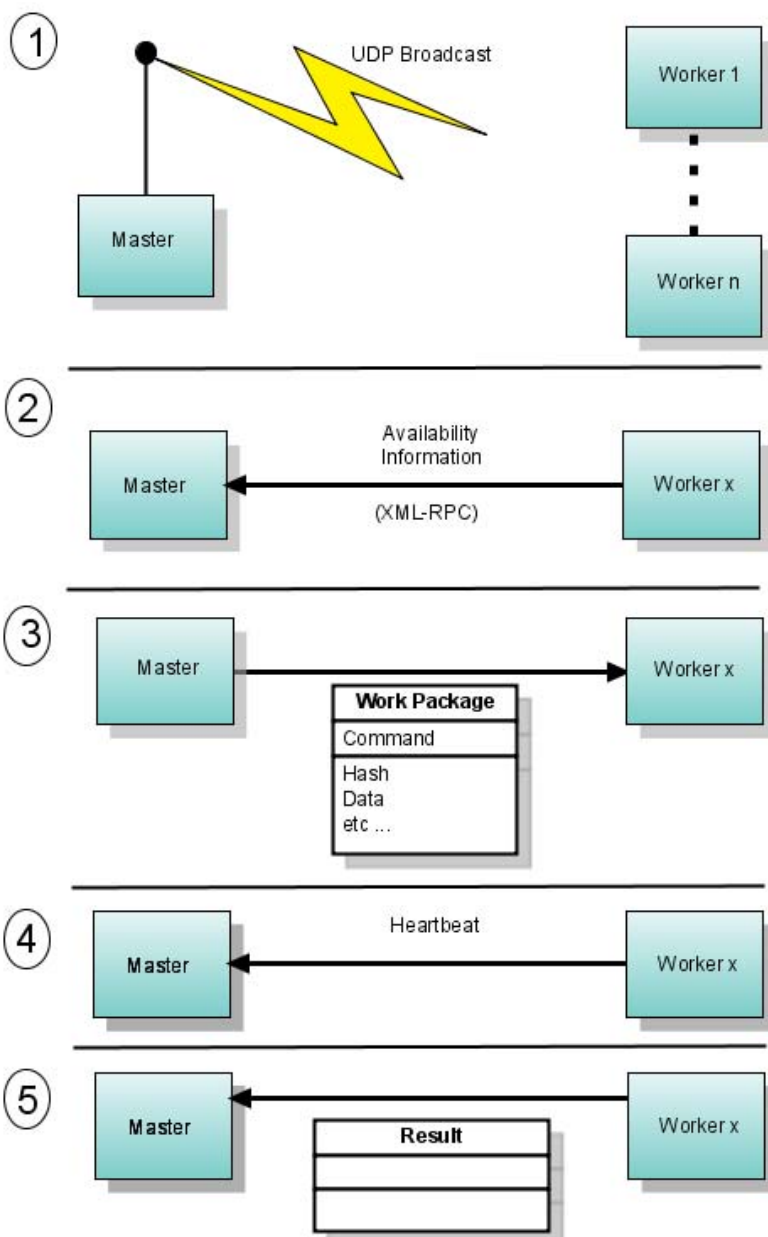 1
UDP Broadcast
Worker 1
Master
Worker n
2
Availability
Information
Master
Worker x
(XML-RPC)
3
Master
Worker x
Work Package
Command
Hash
Data
etc ...
4
Heartbeat
Master
Worker x
5
Master
Worker x
Result